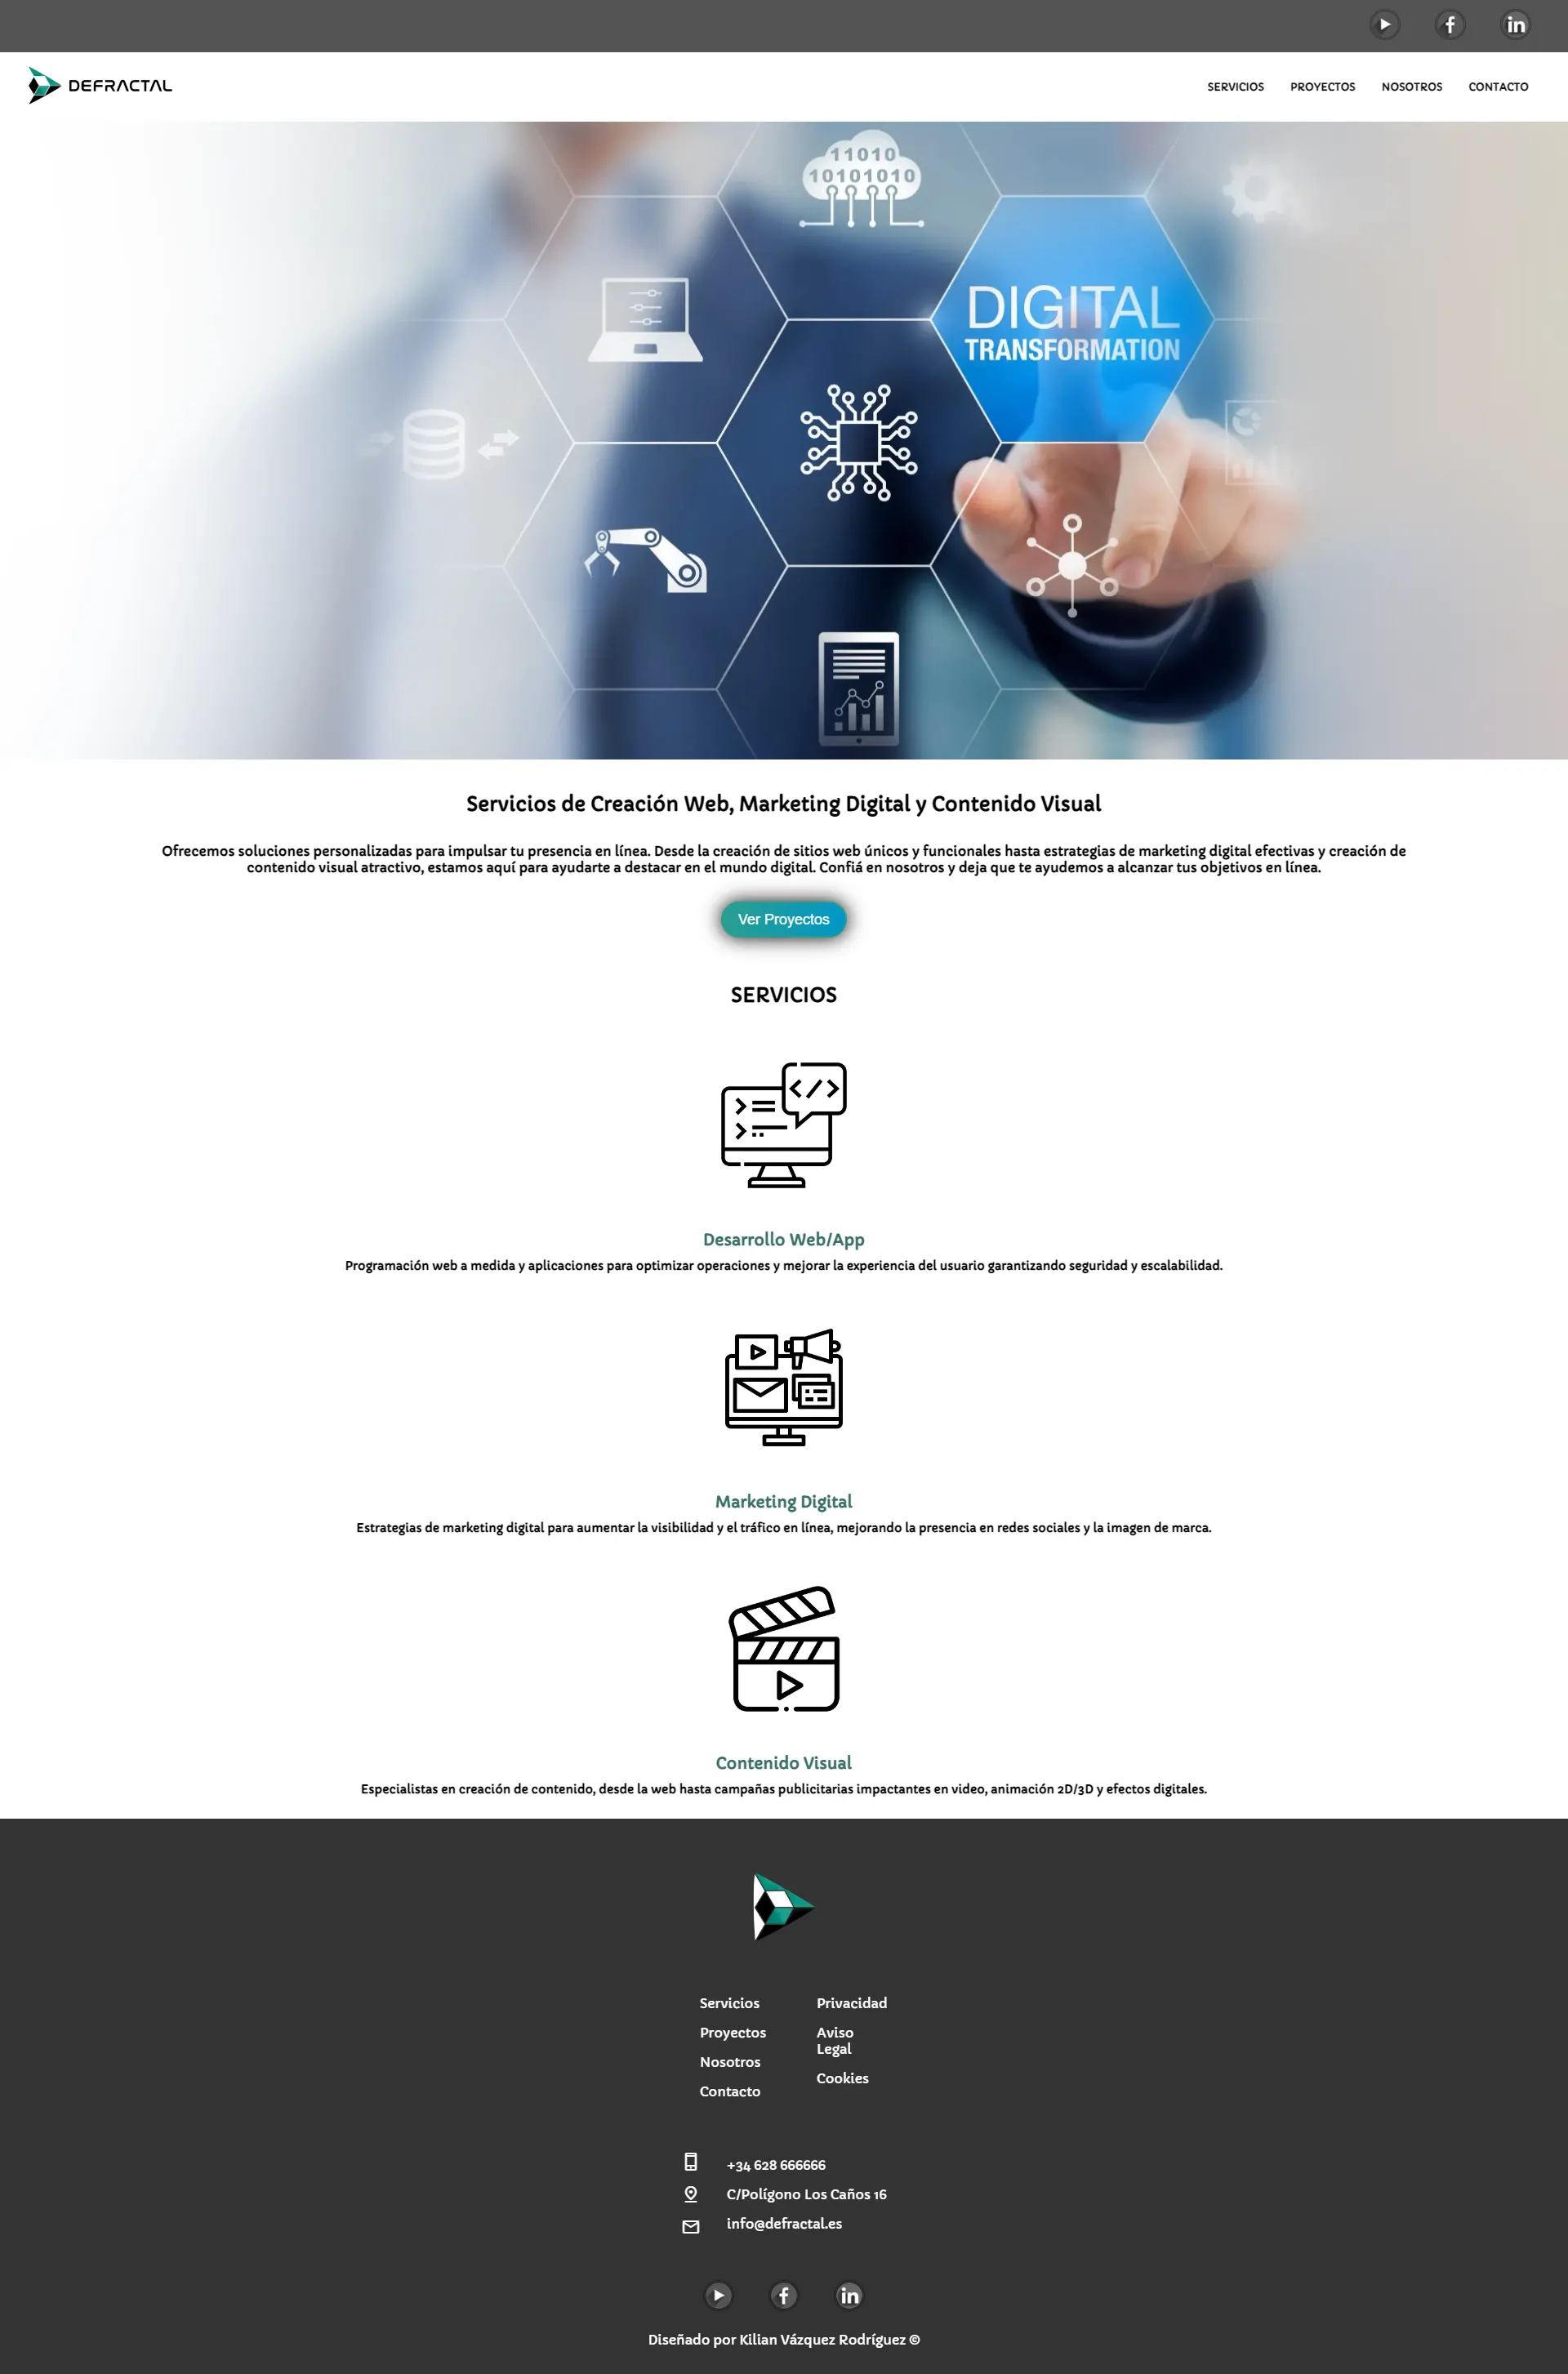 DEFRACTAL
SERVICIOS PROYECTOS NOSOTROS CONTACTO
11010
10101010
DIGITAL
TRANSFORMATION
Servicios de Creación Web, Marketing Digital y Contenido Visual
Ofrecemos soluciones personalizadas para impulsar tu presencia en línea. Desde la creación de sitios web únicos y funcionales hasta estrategias de marketing digital efectivas y creación de
contenido visual atractivo, estamos aquí para ayudarte a destacar en el mundo digital. Confiá en nosotros y deja que te ayudemos a alcanzar tus objetivos en línea.
Ver Proyectos
SERVICIOS
Desarrollo Web/App
Programación web a medida y aplicaciones para optimizar operaciones y mejorar la experiencia del usuario garantizando seguridad y escalabilidad.
Marketing Digital
Estrategias de marketing digital para aumentar la visibilidad y el tráfico en línea, mejorando la presencia en redes sociales y la imagen de marca.
Contenido Visual
Especialistas en creación de contenido, desde la web hasta campañas publicitarias impactantes en video, animación 2D/3D y efectos digitales.
Servicios
Proyectos
Nosotros
Contacto
Privacidad
Aviso
Legal
Cookies
+34 628 666666
C/Polígono Los Caños 16
info@defractal.es
Diseñado por Kilian Vázquez Rodríguez ©